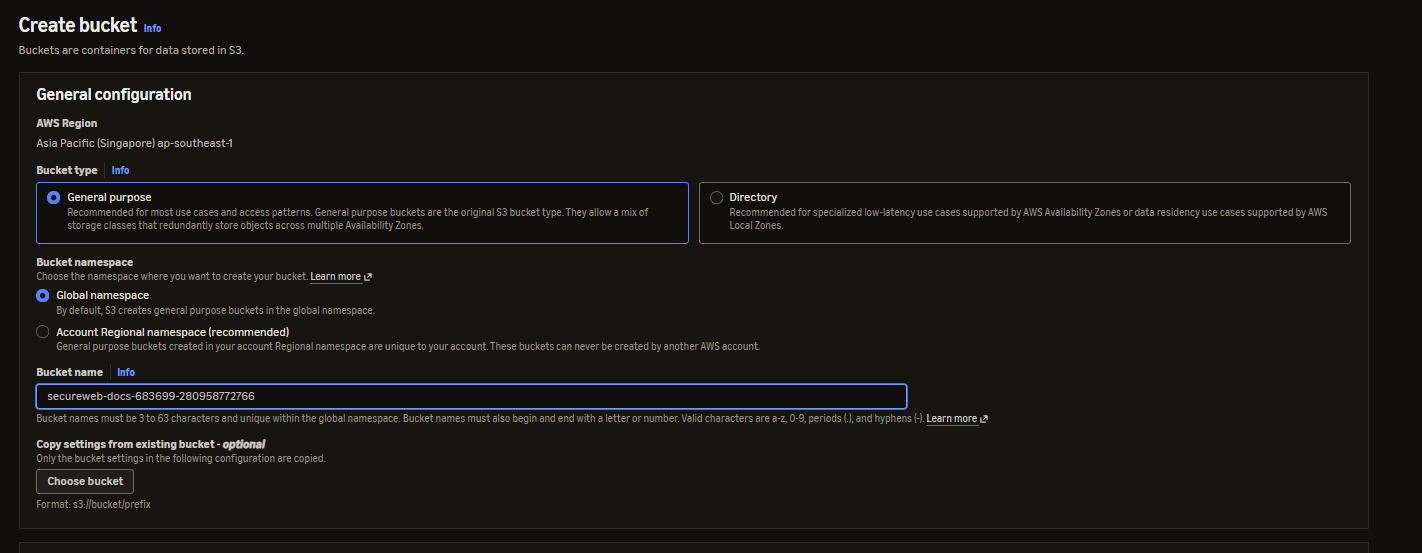 Create bucket Info
Buckets are containers for data stored in S3.
General configuration
AWS Region
Asia Pacific (Singapore) ap-southeast-1
Bucket type Info
General purpose
Recommended for most use cases and access patterns. General purpose buckets are the original S3 bucket type. They allow a mix of
storage classes that redundantly store objects across multiple Availability Zones.
Directory
Recommended for specialized low-latency use cases supported by AWS Availability Zones or data residency use cases supported by AWS
Local Zones.
Bucket namespace
Choose the namespace where you want to create your bucket. Learn more
Global namespace
By default, S3 creates general purpose buckets in the global namespace.
Account Regional namespace (recommended)
General purpose buckets created in your account Regional namespace are unique to your account. These buckets can never be created by another AWS account.
Bucket name Info
secureweb-docs-683699-280958772766
Bucket names must be 3 to 63 characters and unique within the global namespace. Bucket names must also begin and end with a letter or number. Valid characters are a-z, 0-9, periods (.), and hyphens (-). Learn more
Copy settings from existing bucket - optional
Only the bucket settings in the following configuration are copied.
Choose bucket
Format: s3://bucket/prefix